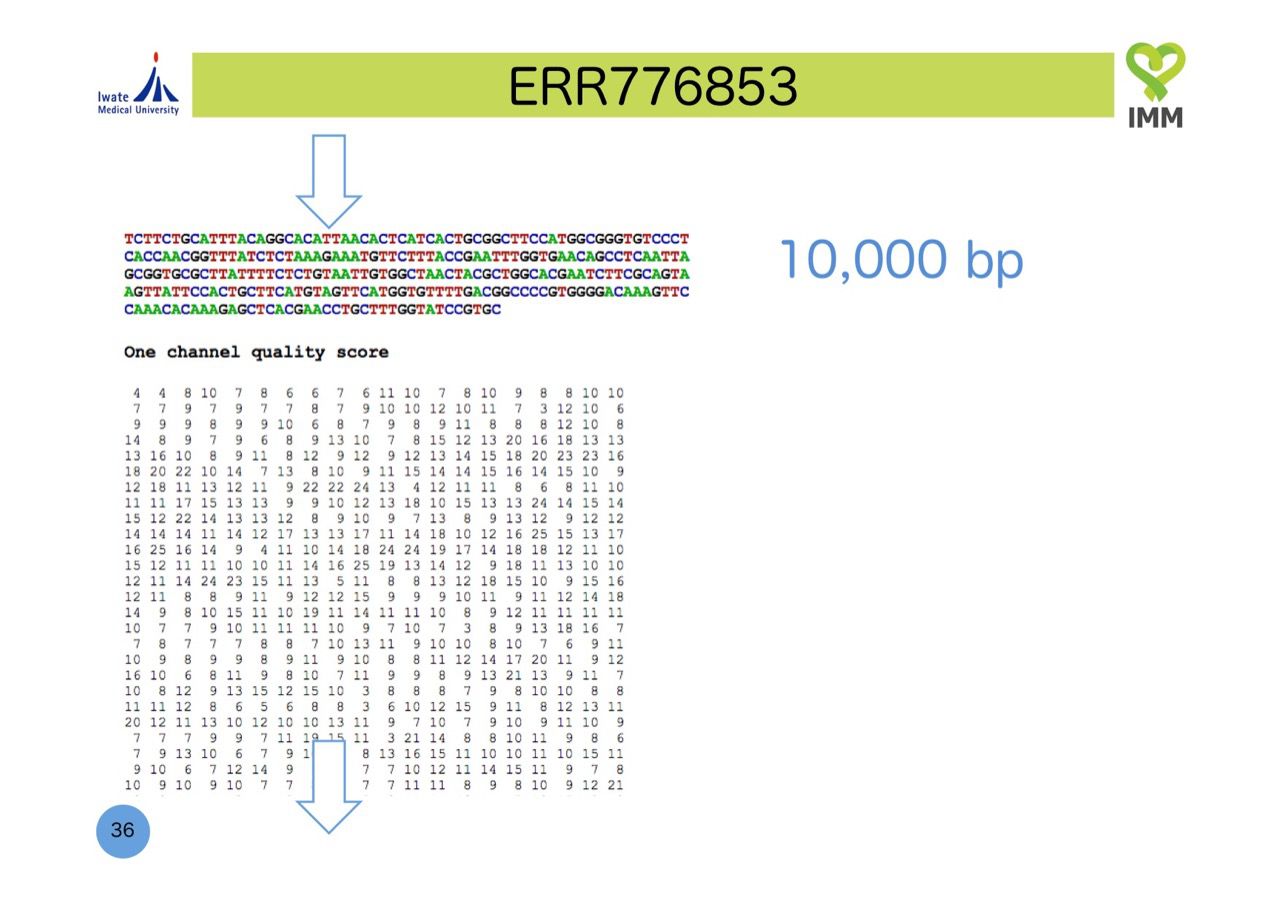 ERR776853
Iwate
Medical University
IMM
TCTTCTGCATTTACAGGCACATTAACACTCATCACTGCGGCTTCCATGGCGGGTGTCCCT
CACCAACGGTTTATCTCTAAAGAAATGTTCTTTACCGAATTTGGTGAACAGCCTCAATTA
GCGGTGCGCTTATTTTCTCTGTAATTGTGGCTAACTACGCTGGCACGAATCTTCGCAGTA
AGTTATTCCACTGCTTCATGTAGTTCATGGTGTTTTGACGGCCCCGTGGGGACAAAGTTC
CAAACACAAAGAGCTCACGAACCTGCTTTGGTATCCGTGC
10,000 bp
One channel quality score
4 4 8 10 7 8 6 6 7 6 11 10 7 8 10 9 8 8 10 10
7 7 9 7 9 7 7 8 7 9 10 10 12 10 11 7 3 12 10 6
9 9 9 8 9 9 10 6 8 7 9 8 9 11 8 8 8 12 10 8
14 8 9 7 9 6 8 9 13 10 7 8 15 12 13 20 16 18 13 13
13 16 10 8 9 11 8 12 9 12 9 12 13 14 15 18 20 23 23 16
18 20 22 10 14 7 13 8 10 9 11 15 14 14 15 16 14 15 10 9
12 18 11 13 12 11 9 22 22 24 13 4 12 11 11 8 6 8 11 10
11 11 17 15 13 13 9 9 10 12 13 18 10 15 13 13 24 14 15 14
15 12 22 14 13 13 12 8 9 10 9 7 13 8 9 13 12 9 12 12
14 14 14 11 14 12 17 13 13 17 11 14 18 10 12 16 25 15 13 17
16 25 16 14 9 4 11 10 14 18 24 24 19 17 14 18 18 12 11 10
15 12 11 11 10 10 11 14 16 25 19 13 14 12 9 18 11 13 10 10
12 11 14 24 23 15 11 13 5 11 8 8 13 12 18 15 10 9 15 16
12 11 8 8 9 11 9 12 12 15 9 9 9 10 11 9 11 12 14 18
14 9 8 10 15 11 10 19 11 14 11 11 10 8 9 12 11 11 11 11
10 7 7 9 10 11 11 11 10 9 7 10 7 3 8 9 13 18 16 7
7 8 7 7 7 8 8 7 10 13 11 9 10 10 8 10 7 6 9 11
10 9 8 9 9 8 9 11 9 10 8 8 11 12 14 17 20 11 9 12
16 10 6 8 11 9 8 10 7 11 9 9 8 9 13 21 13 9 11 7
10 8 12 9 13 15 12 15 10 3 8 8 8 7 9 8 10 10 8 8
11 11 12 8 6 5 6 8 8 3 6 10 12 15 9 11 8 12 13 11
20 12 11 13 10 12 10 10 13 11 9 7 10 7 9 10 9 11 10 9
7 7 7 9 9 7 11 19 15 11 3 21 14 8 8 10 11 9 8 6
7 9 13 10 6 7 9 8 13 16 15 11 10 10 11 10 15 11
9 10 6 7 12 14 9 7 7 10 12 11 14 15 11 9 7 8
10 9 10 9 10 7 7 7 7 11 11 8 9 8 10 9 12 21
36